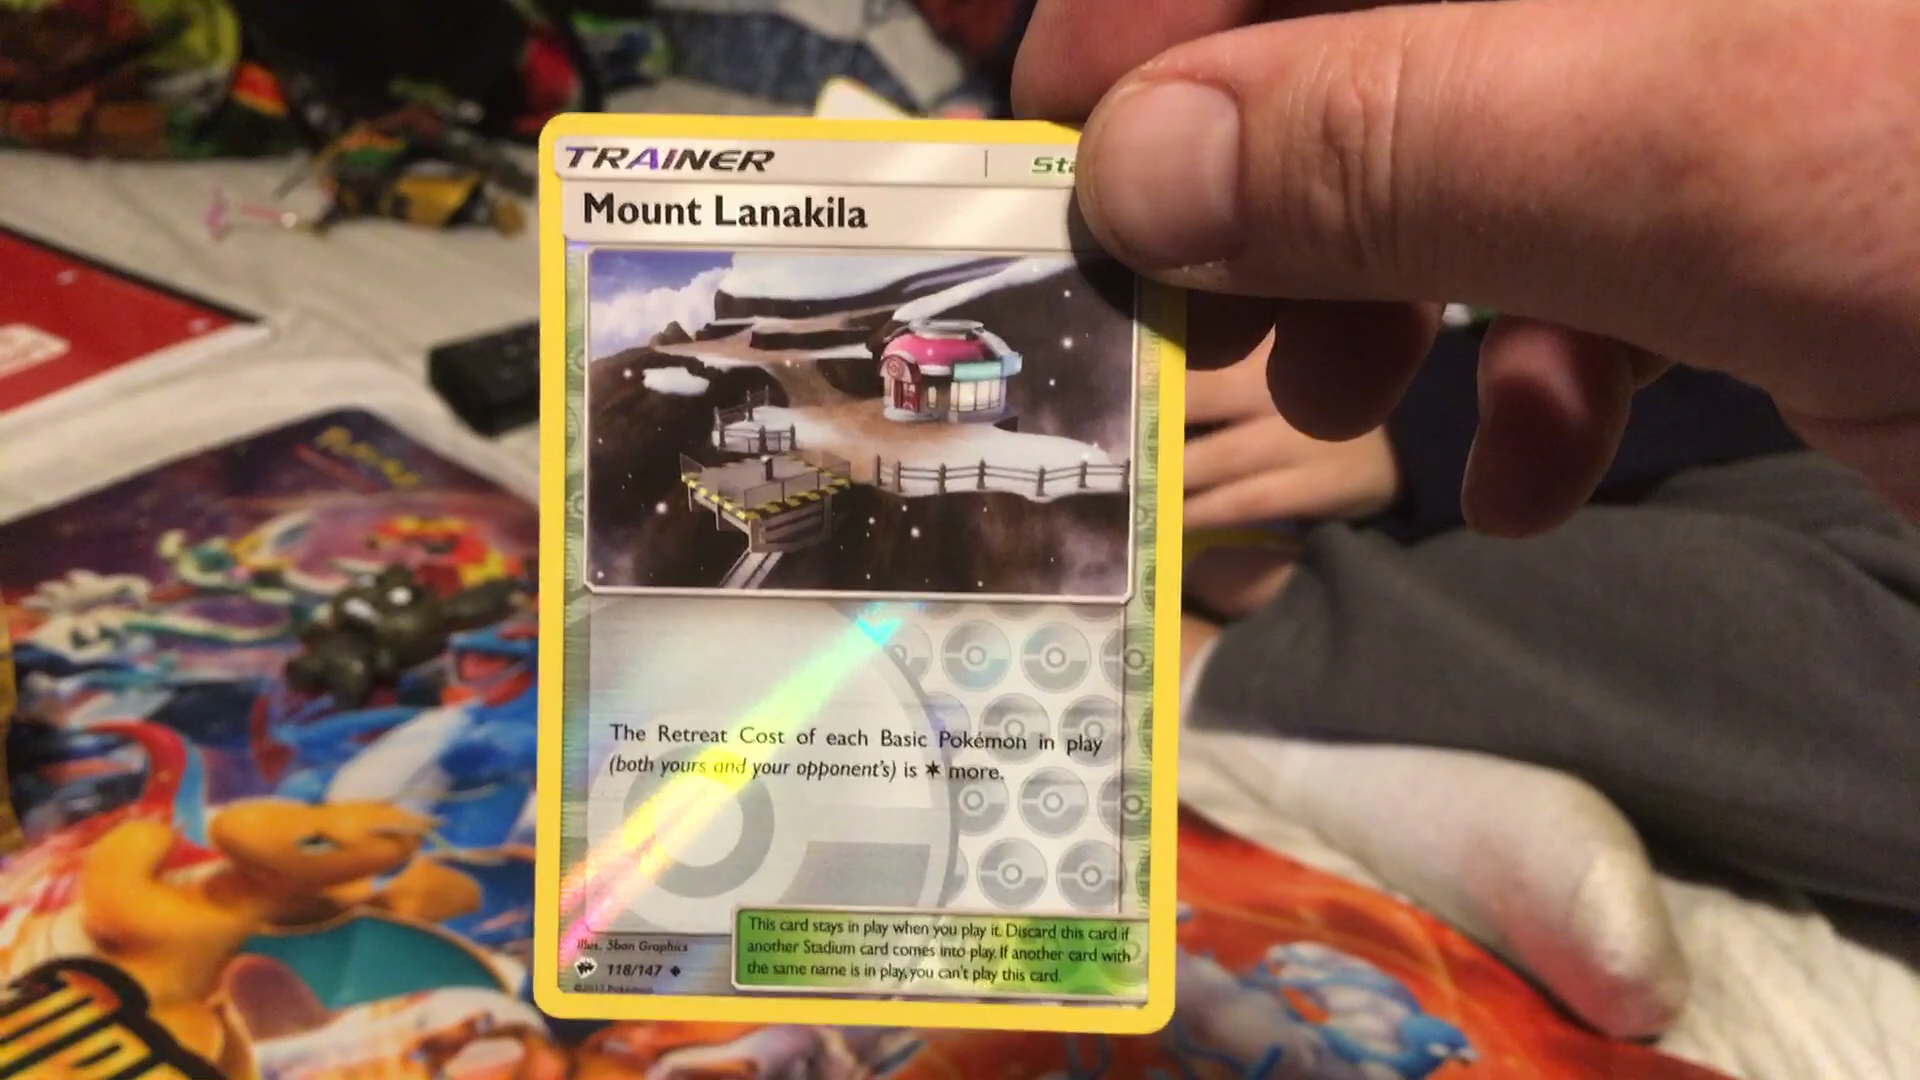 TRAINER | Sta
Mount Lanakila
The Retreat Cost of each Basic Pokémon in play
(both yours and your opponent's) is ✶ more.
This card stays in play when you play it. Discard this card if
another Stadium card comes into play. If another card with
the same name is in play, you can't play this card.
Illus. 5ban Graphics
118/147 ◆
©2017 Pokémon